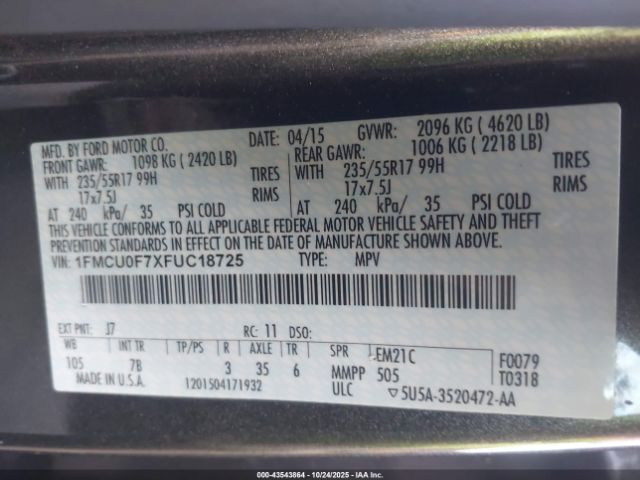 MFD. BY FORD MOTOR CO. DATE: 04/15 GVWR: 2096 KG ( 4620 LB)
FRONT GAWR: 1098 KG ( 2420 LB) REAR GAWR: 1006 KG ( 2218 LB)
WITH 235/55R17 99H TIRES WITH 235/55R17 99H TIRES
17x7.5J RIMS 17x7.5J RIMS
AT 240 kPa/ 35 PSI COLD AT 240 kPa/ 35 PSI COLD
THIS VEHICLE CONFORMS TO ALL APPLICABLE FEDERAL MOTOR VEHICLE SAFETY AND THEFT
PREVENTION STANDARDS IN EFFECT ON THE DATE OF MANUFACTURE SHOWN ABOVE.
VIN: 1FMCU0F7XFUC18725 TYPE: MPV
EXT PNT: J7 RC: 11 DSO:
WB INT TR TP/PS R AXLE TR SPR EM21C F0079
105 7B 3 35 6 MMPP 505 T0318
MADE IN U.S.A. 1201504171932 ULC ▽5U5A-3520472-AA
000-43543864 - 10/24/2025 - IAAI, Inc.